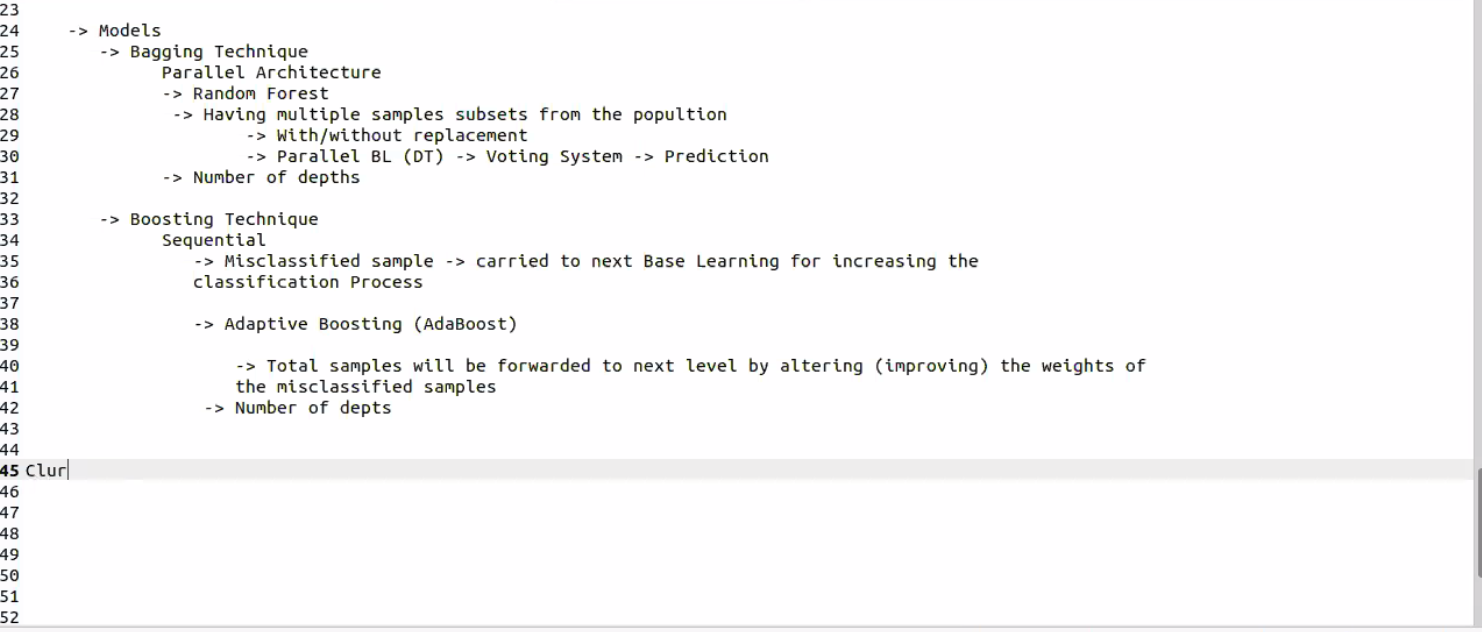 23
24 -> Models
25 -> Bagging Technique
26 Parallel Architecture
27 -> Random Forest
28 -> Having multiple samples subsets from the popultion
29 -> With/without replacement
30 -> Parallel BL (DT) -> Voting System -> Prediction
31 -> Number of depths
32
33 -> Boosting Technique
34 Sequential
35 -> Misclassified sample -> carried to next Base Learning for increasing the
36 classification Process
37
38 -> Adaptive Boosting (AdaBoost)
39
40 -> Total samples will be forwarded to next level by altering (improving) the weights of
41 the misclassified samples
42 -> Number of depts
43
44
45 Clur
46
47
48
49
50
51
52